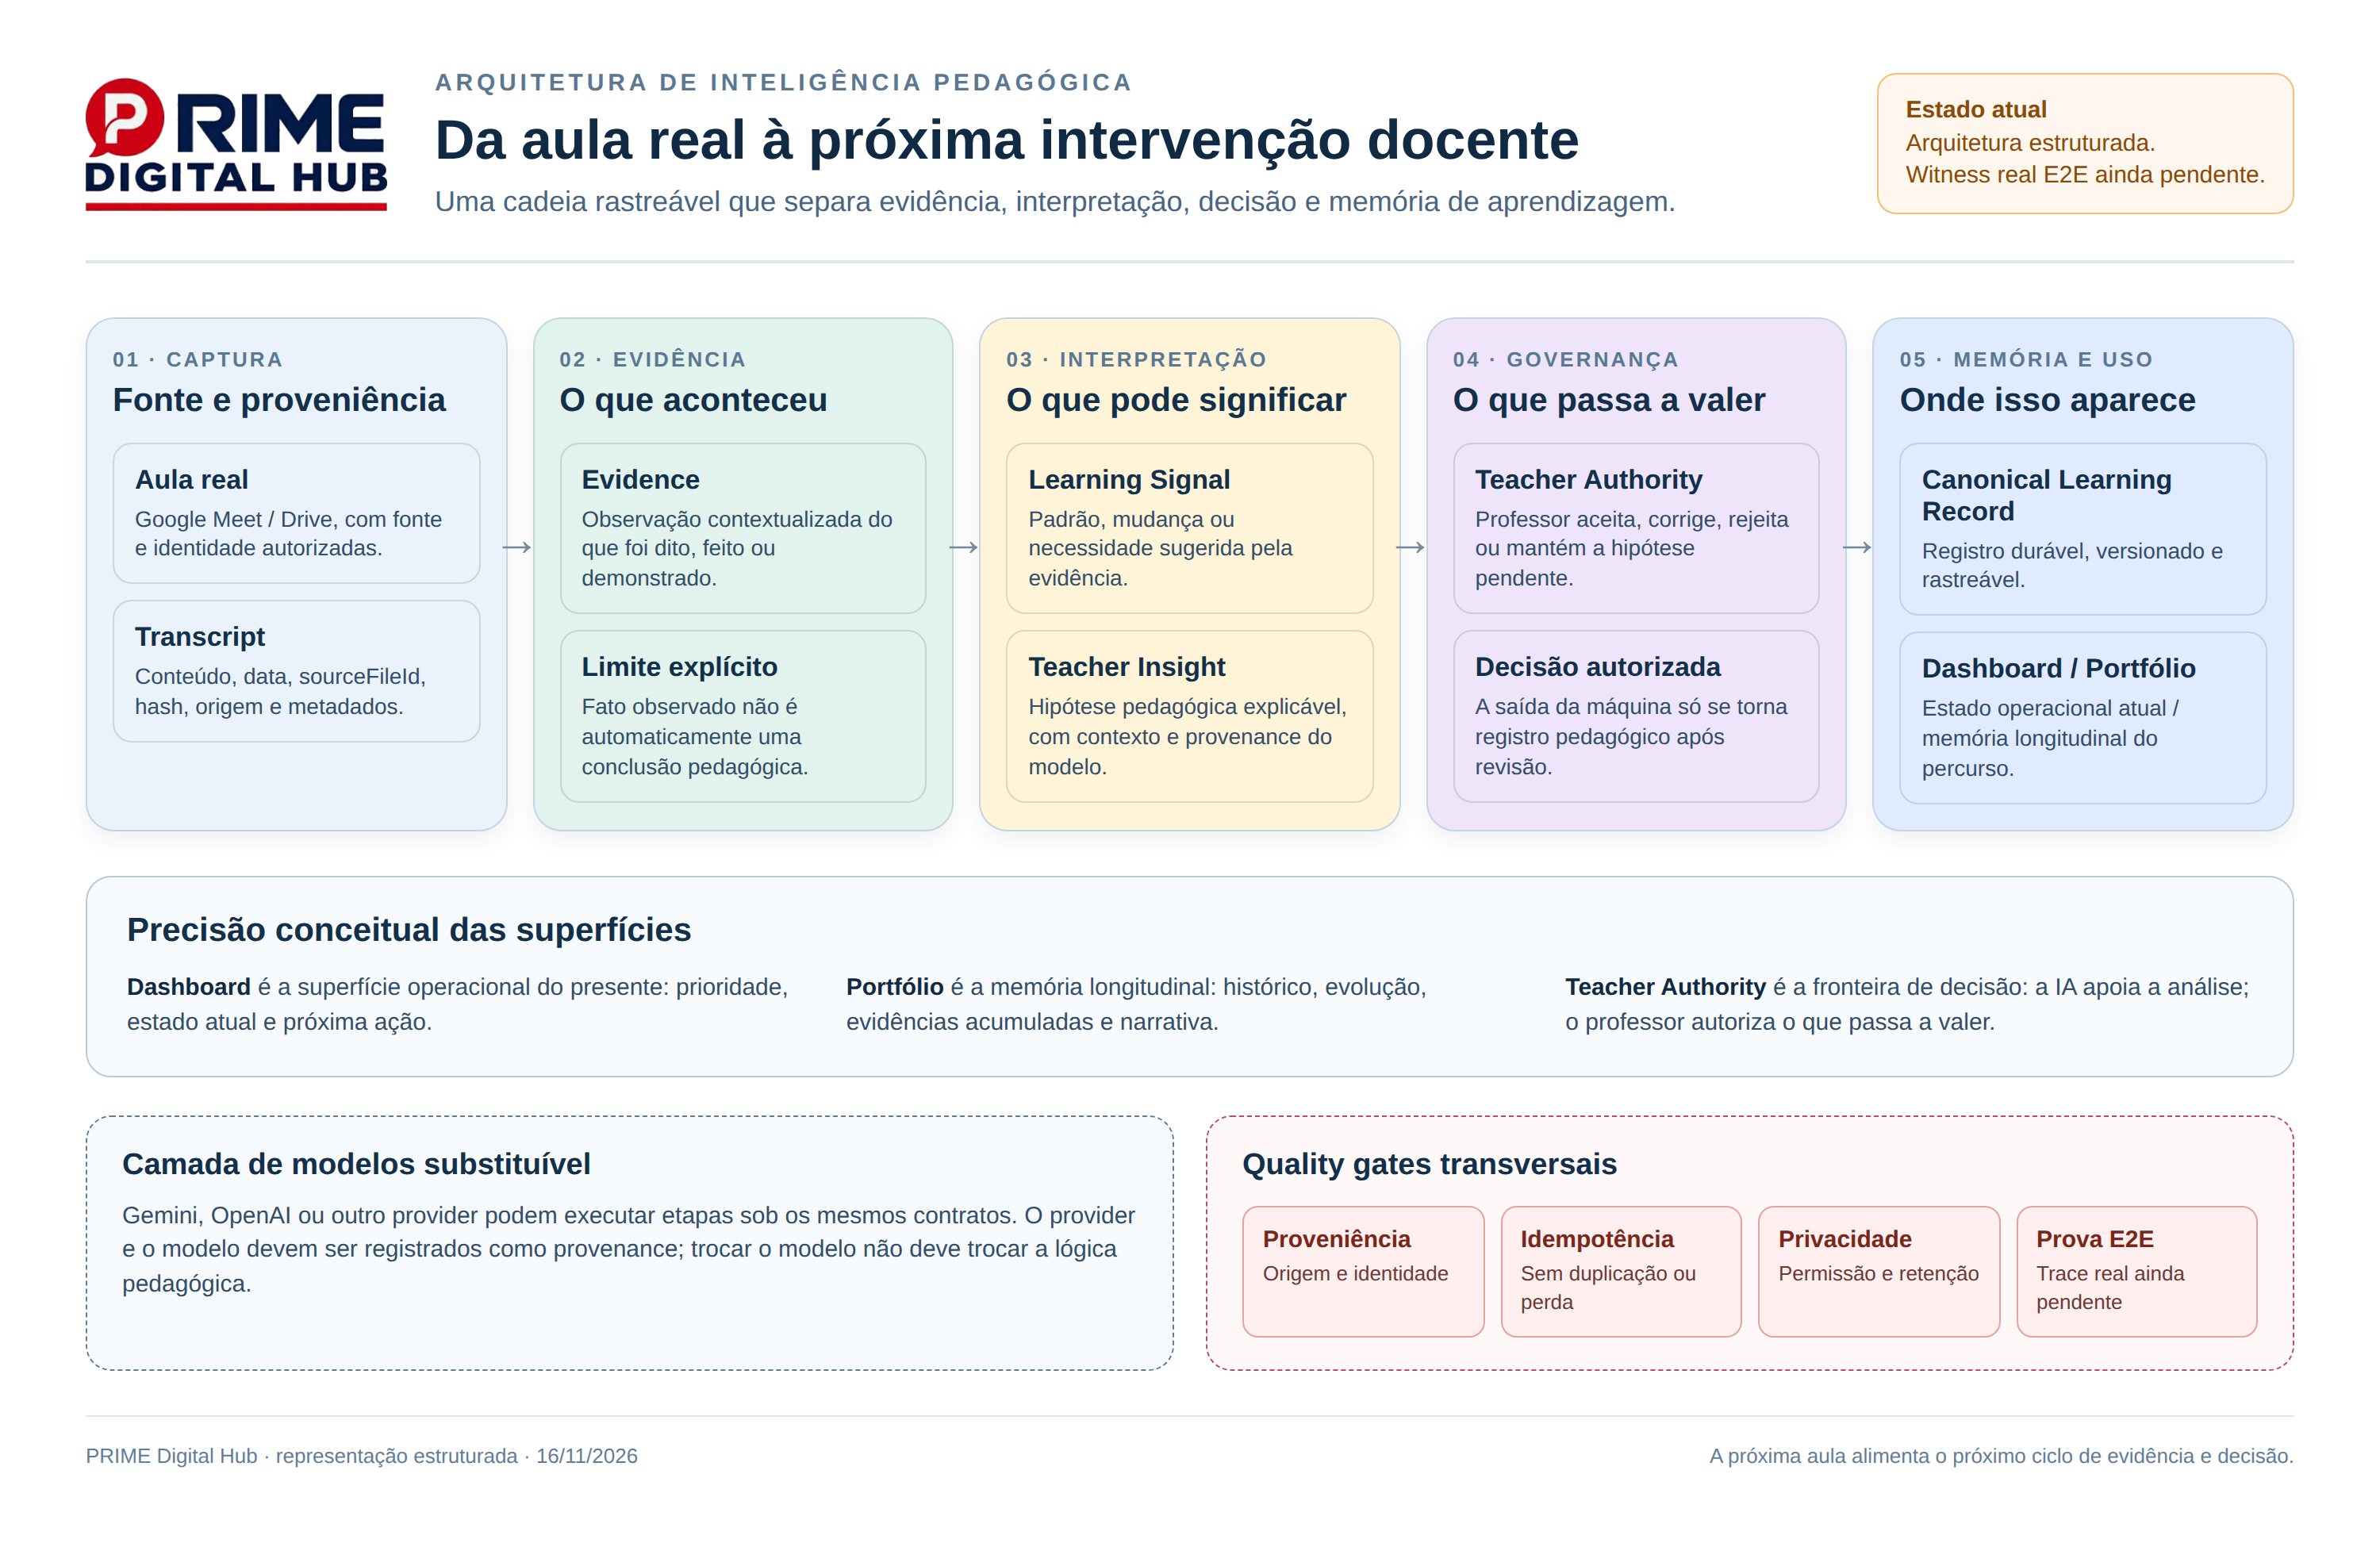 PRIME
DIGITAL HUB
ARQUITETURA DE INTELIGÊNCIA PEDAGÓGICA
Da aula real à próxima intervenção docente
Uma cadeia rastreável que separa evidência, interpretação, decisão e memória de aprendizagem.
Estado atual
Arquitetura estruturada.
Witness real E2E ainda pendente.
01 · CAPTURA
Fonte e proveniência
Aula real
Google Meet / Drive, com fonte
e identidade autorizadas.
Transcript
Conteúdo, data, sourceFileId,
hash, origem e metadados.
→
02 · EVIDÊNCIA
O que aconteceu
Evidence
Observação contextualizada do
que foi dito, feito ou
demonstrado.
Limite explícito
Fato observado não é
automaticamente uma
conclusão pedagógica.
→
03 · INTERPRETAÇÃO
O que pode significar
Learning Signal
Padrão, mudança ou
necessidade sugerida pela
evidência.
Teacher Insight
Hipótese pedagógica explicável,
com contexto e provenance do
modelo.
→
04 · GOVERNANÇA
O que passa a valer
Teacher Authority
Professor aceita, corrige, rejeita
ou mantém a hipótese
pendente.
Decisão autorizada
A saída da máquina só se torna
registro pedagógico após
revisão.
→
05 · MEMÓRIA E USO
Onde isso aparece
Canonical Learning
Record
Registro durável, versionado e
rastreável.
Dashboard / Portfólio
Estado operacional atual /
memória longitudinal do
percurso.
Precisão conceitual das superfícies
Dashboard é a superfície operacional do presente: prioridade,
estado atual e próxima ação.
Portfólio é a memória longitudinal: histórico, evolução,
evidências acumuladas e narrativa.
Teacher Authority é a fronteira de decisão: a IA apoia a análise;
o professor autoriza o que passa a valer.
Camada de modelos substituível
Gemini, OpenAI ou outro provider podem executar etapas sob os mesmos contratos. O provider
e o modelo devem ser registrados como provenance; trocar o modelo não deve trocar a lógica
pedagógica.
Quality gates transversais
Proveniência
Origem e identidade
Idempotência
Sem duplicação ou
perda
Privacidade
Permissão e retenção
Prova E2E
Trace real ainda
pendente
PRIME Digital Hub · representação estruturada · 16/11/2026
A próxima aula alimenta o próximo ciclo de evidência e decisão.